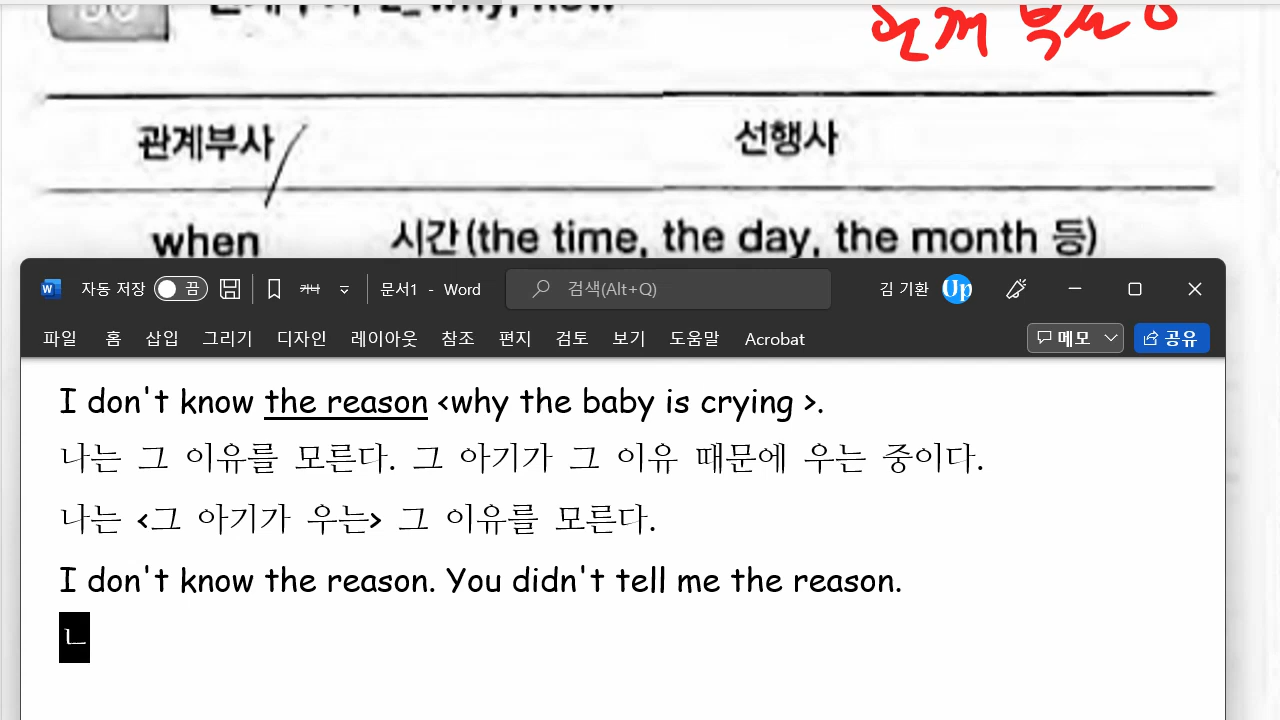 why, how
관계부사
선행사
when 시간(the time, the day, the month 등)
자동 저장 끔 가나 문서1 - Word 검색(Alt+Q) 김 기환 Up
파일 홈 삽입 그리기 디자인 레이아웃 참조 편지 검토 보기 도움말 Acrobat 메모 공유
I don't know the reason <why the baby is crying >.
나는 그 이유를 모른다. 그 아기가 그 이유 때문에 우는 중이다.
나는 <그 아기가 우는> 그 이유를 모른다.
I don't know the reason. You didn't tell me the reason.
ㄴ